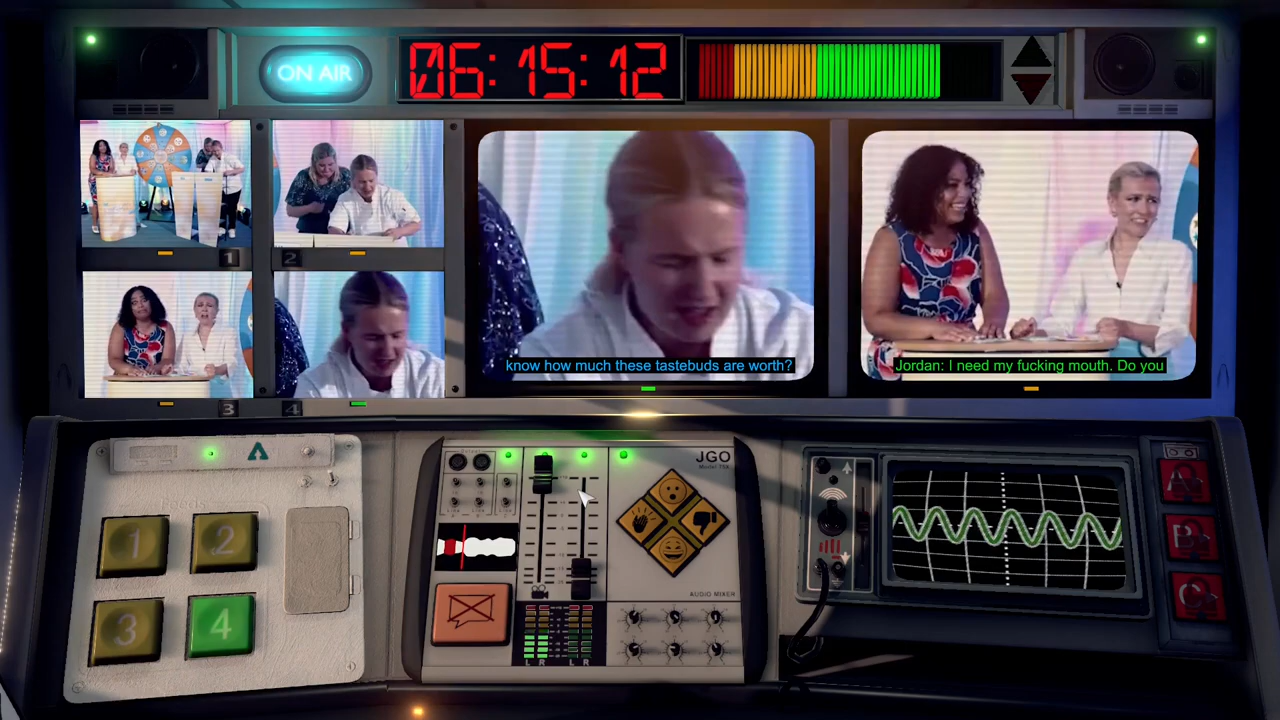 ON AIR
06:15:12
1
2
3
4
know how much these tastebuds are worth?
Jordan: I need my fucking mouth. Do you
1
2
3
4
JGO
AUDIO MIXER
L R L R
A
B
C